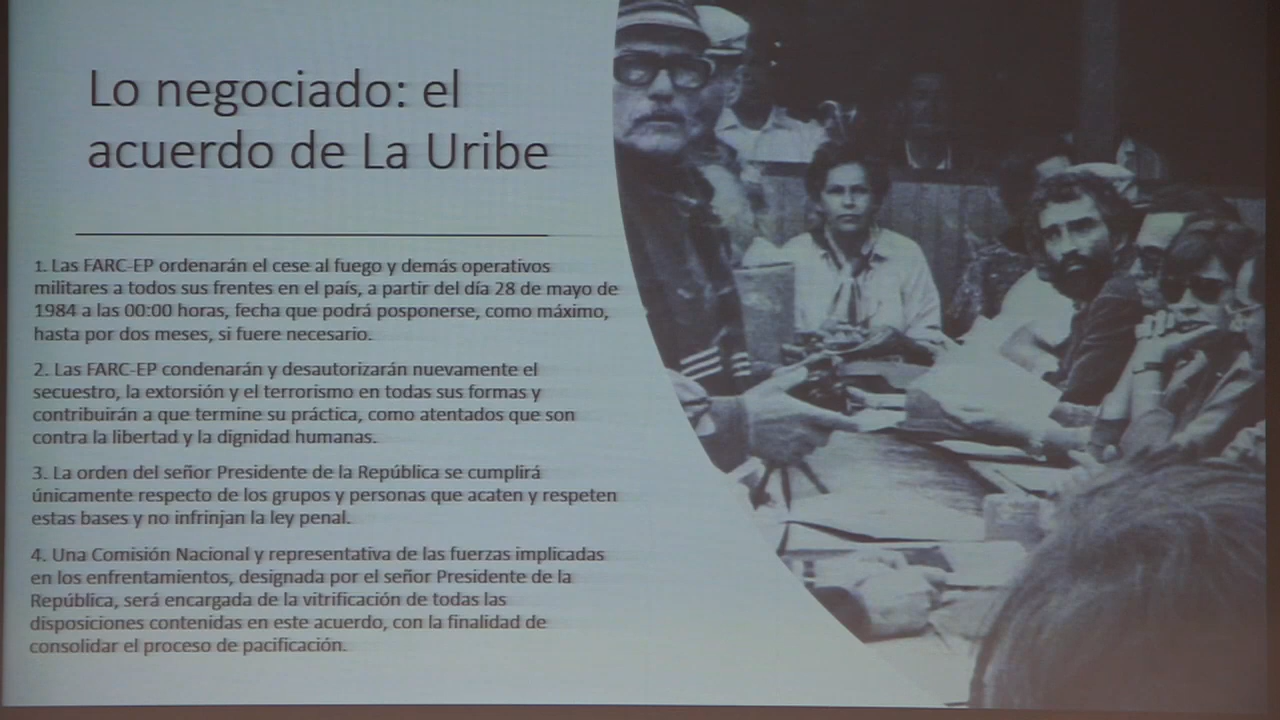 Lo negociado: el
acuerdo de La Uribe
1. Las FARC-EP ordenarán el cese al fuego y demás operativos
militares a todos sus frentes en el país, a partir del día 28 de mayo de
1984 a las 00:00 horas, fecha que podrá posponerse, como máximo,
hasta por dos meses, si fuere necesario.
2. Las FARC-EP condenarán y desautorizarán nuevamente el
secuestro, la extorsión y el terrorismo en todas sus formas y
contribuirán a que termine su práctica, como atentados que son
contra la libertad y la dignidad humanas.
3. La orden del señor Presidente de la República se cumplirá
únicamente respecto de los grupos y personas que acaten y respeten
estas bases y no infrinjan la ley penal.
4. Una Comisión Nacional y representativa de las fuerzas implicadas
en los enfrentamientos, designada por el señor Presidente de la
República, será encargada de la vitrificación de todas las
disposiciones contenidas en este acuerdo, con la finalidad de
consolidar el proceso de pacificación.